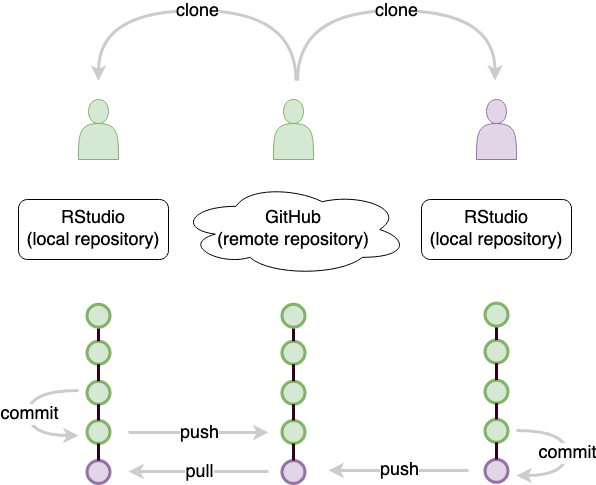 clone
clone
RStudio
(local repository)
GitHub
(remote repository)
RStudio
(local repository)
commit
push
commit
pull
push